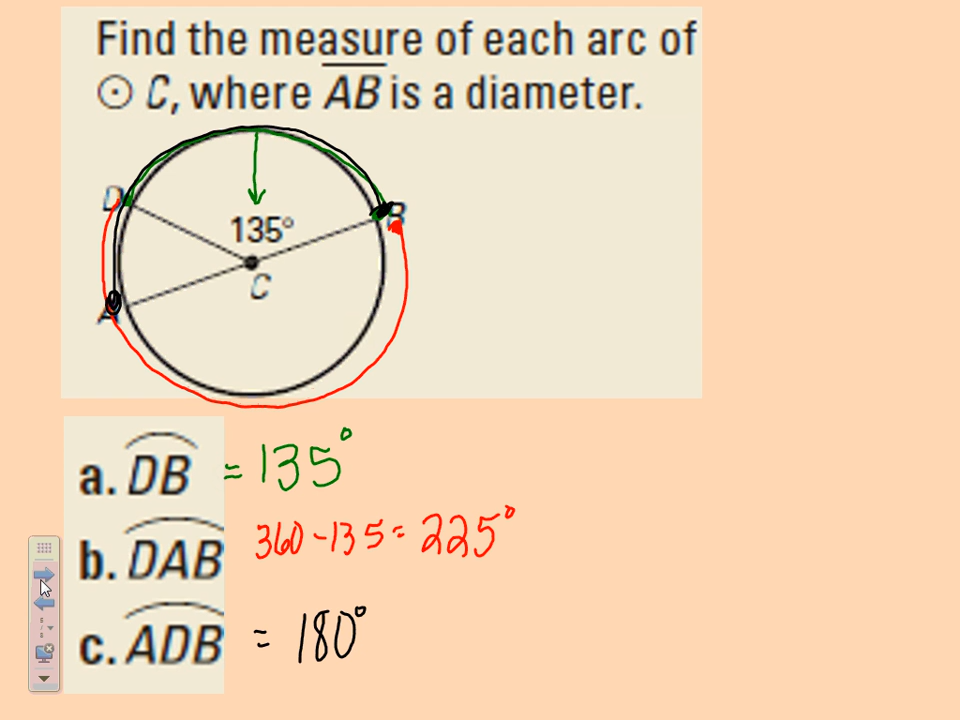 Find the measure of each arc of
⊙ C, where AB is a diameter.
D
B
135°
C
A
a. DB = 135°
b. DAB 360 - 135 = 225°
c. ADB = 180°